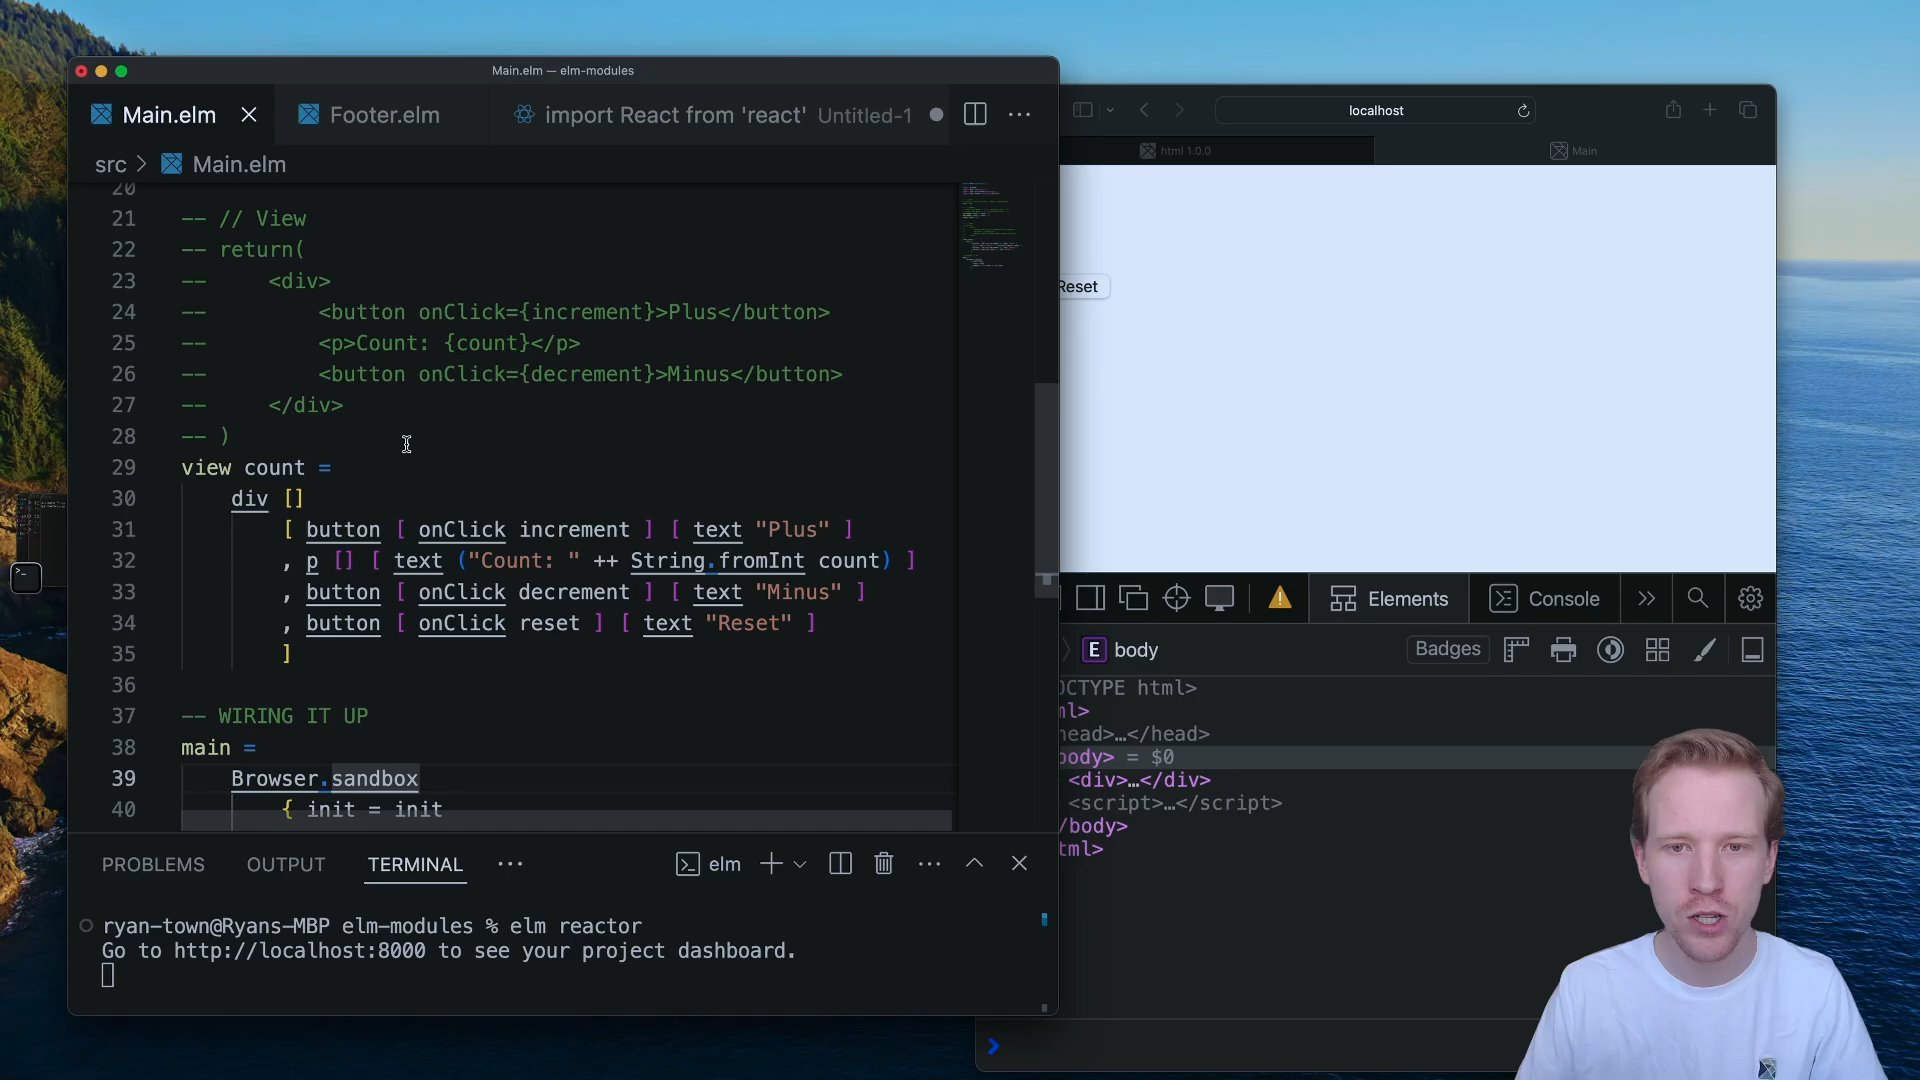 Main.elm — elm-modules
Main.elm
Footer.elm
import React from 'react' Untitled-1
src > Main.elm
20
21 -- // View
22 -- return(
23 --     <div>
24 --         <button onClick={increment}>Plus</button>
25 --         <p>Count: {count}</p>
26 --         <button onClick={decrement}>Minus</button>
27 --     </div>
28 -- )
29 view count =
30     div []
31         [ button [ onClick increment ] [ text "Plus" ]
32         , p [] [ text ("Count: " ++ String.fromInt count) ]
33         , button [ onClick decrement ] [ text "Minus" ]
34         , button [ onClick reset ] [ text "Reset" ]
35         ]
36
37 -- WIRING IT UP
38 main =
39     Browser.sandbox
40         { init = init
PROBLEMS OUTPUT TERMINAL
elm
ryan-town@Ryans-MBP elm-modules % elm reactor
Go to http://localhost:8000 to see your project dashboard.
localhost
html 1.0.0
Main
Reset
Elements
Console
E body
Badges
OCTYPE html>
ml>
head>…</head>
body> = $0
<div>…</div>
<script>…</script>
/body>
tml>